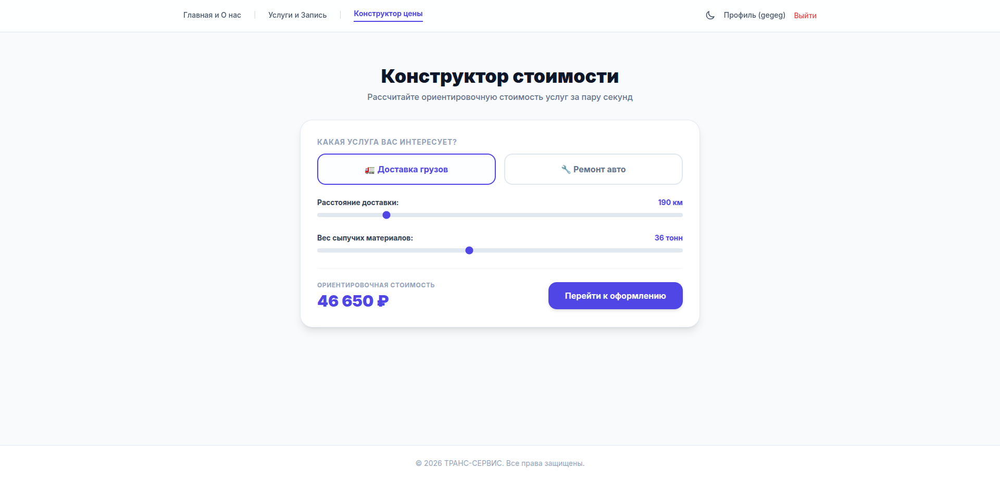 Главная и О нас
Услуги и Запись
Конструктор цены
Профиль (gegeg)
Выйти
Конструктор стоимости
Рассчитайте ориентировочную стоимость услуг за пару секунд
КАКАЯ УСЛУГА ВАС ИНТЕРЕСУЕТ?
🚛 Доставка грузов
🔧 Ремонт авто
Расстояние доставки:
190 км
Вес сыпучих материалов:
36 тонн
ОРИЕНТИРОВОЧНАЯ СТОИМОСТЬ
46 650 ₽
Перейти к оформлению
© 2026 ТРАНС-СЕРВИС. Все права защищены.